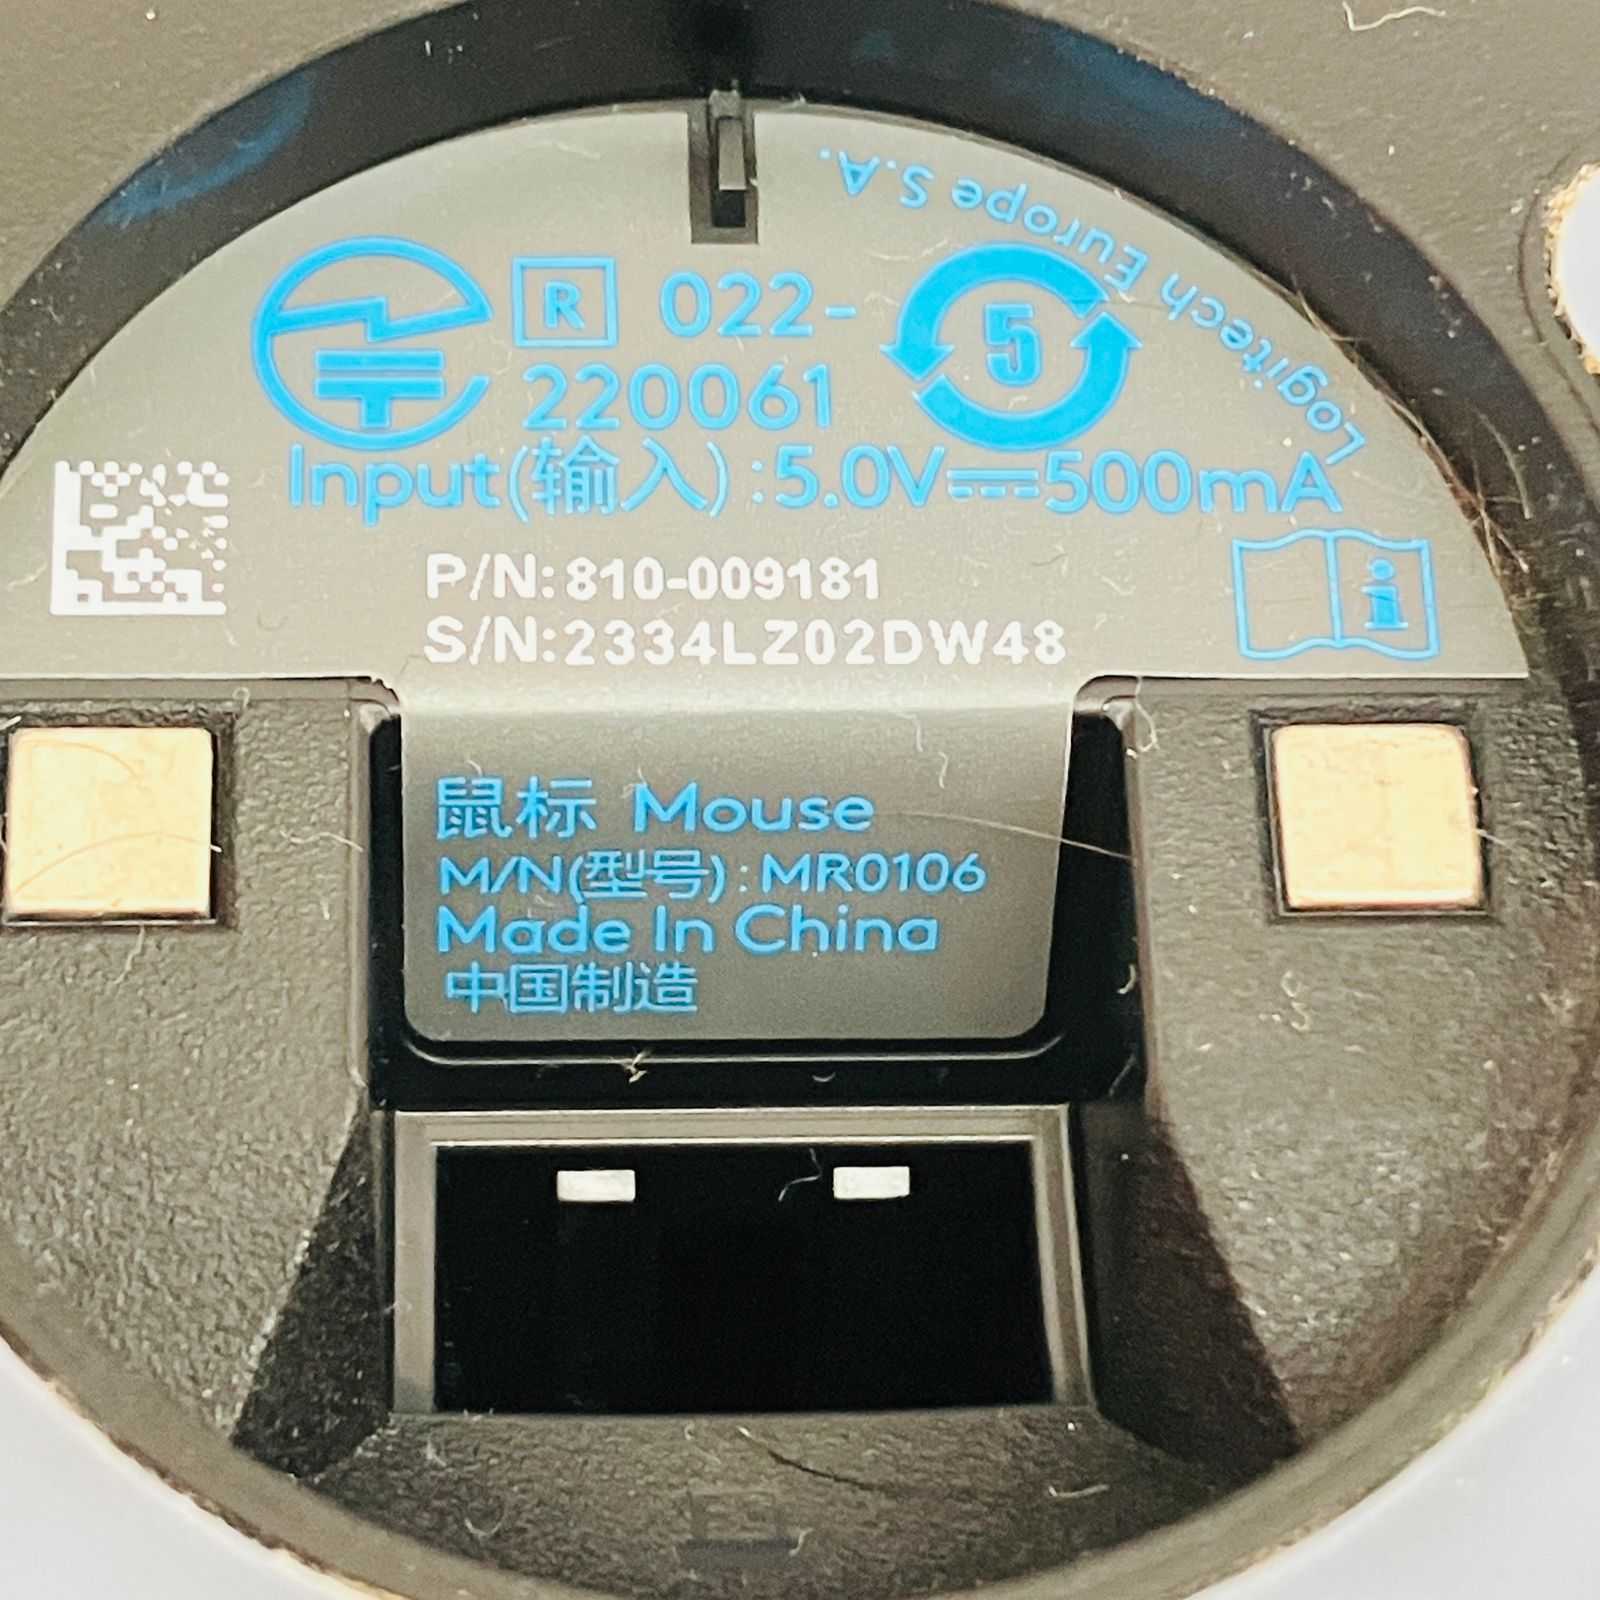 Logitech Europe S.A.
R 022-
220061
5
Input(输入):5.0V⎓500mA
P/N:810-009181
S/N:2334LZ02DW48
i
鼠标 Mouse
M/N(型号):MR0106
Made In China
中国制造